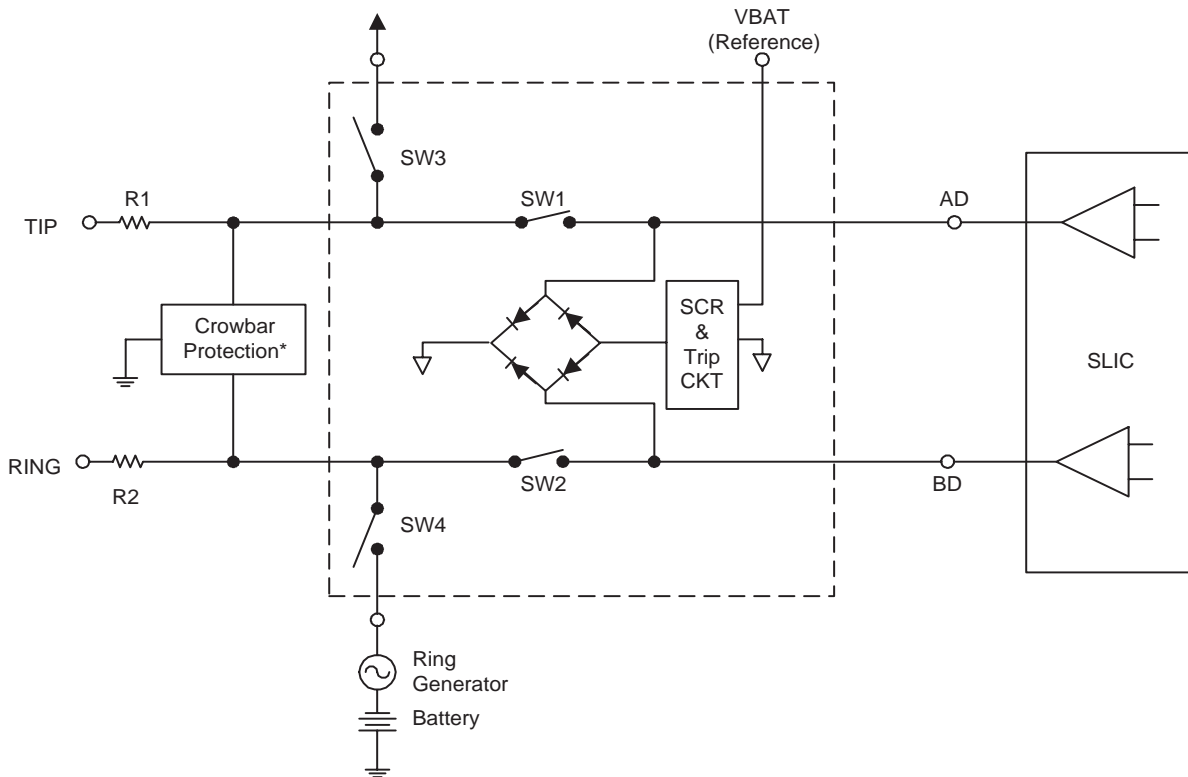 VBAT
(Reference)
SW3
R1
SW1
AD
TIP
Crowbar
Protection*
SCR
&
Trip
CKT
SLIC
RING
R2
SW2
BD
SW4
Ring
Generator
Battery